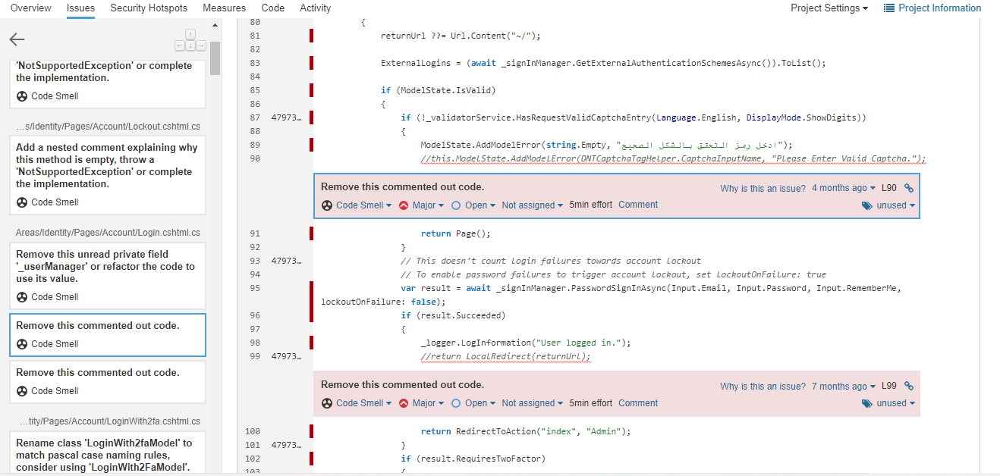 Overview Issues Security Hotspots Measures Code Activity Project Settings Project Information
'NotSupportedException' or complete
the implementation.
Code Smell
...s/Identity/Pages/Account/Lockout.cshtml.cs
Add a nested comment explaining why
this method is empty, throw a
'NotSupportedException' or complete
the implementation.
Code Smell
Areas/Identity/Pages/Account/Login.cshtml.cs
Remove this unread private field
'_userManager' or refactor the code to
use its value.
Code Smell
Remove this commented out code.
Code Smell
Remove this commented out code.
Code Smell
...tity/Pages/Account/LoginWith2fa.cshtml.cs
Rename class 'LoginWith2faModel' to
match pascal case naming rules,
consider using 'LoginWith2FaModel'.
80 {
81 returnUrl ??= Url.Content("~/");
82
83 ExternalLogins = (await _signInManager.GetExternalAuthenticationSchemesAsync()).ToList();
84
85 if (ModelState.IsValid)
86 {
87 47973... if (!_validatorService.HasRequestValidCaptchaEntry(Language.English, DisplayMode.ShowDigits))
88 {
89 ModelState.AddModelError(string.Empty, "ادخل رمز التحقق بالشكل الصحيح");
90 //this.ModelState.AddModelError(DNTCaptchaTagHelper.CaptchaInputName, "Please Enter Valid Captcha.");
Remove this commented out code. Why is this an issue? 4 months ago L90
Code Smell Major Open Not assigned 5min effort Comment unused
91 return Page();
92 }
93 47973... // This doesn't count login failures towards account lockout
94 // To enable password failures to trigger account lockout, set lockoutOnFailure: true
95 var result = await _signInManager.PasswordSignInAsync(Input.Email, Input.Password, Input.RememberMe,
lockoutOnFailure: false);
96 if (result.Succeeded)
97 {
98 _logger.LogInformation("User logged in.");
99 47973... //return LocalRedirect(returnUrl);
Remove this commented out code. Why is this an issue? 7 months ago L99
Code Smell Major Open Not assigned 5min effort Comment unused
100 return RedirectToAction("index", "Admin");
101 47973... }
102 if (result.RequiresTwoFactor)
103 {